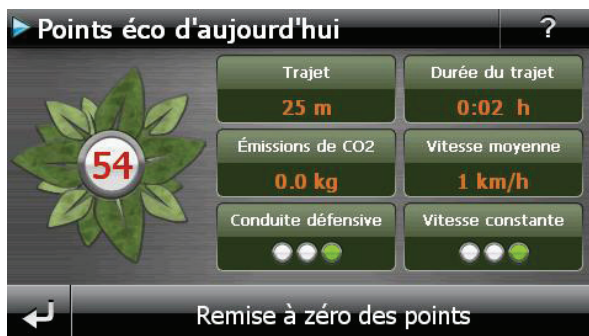 Points éco d'aujourd'hui
?
Trajet
25 m
Durée du trajet
0:02 h
54
Émissions de CO2
0.0 kg
Vitesse moyenne
1 km/h
Conduite défensive
Vitesse constante
Remise à zéro des points